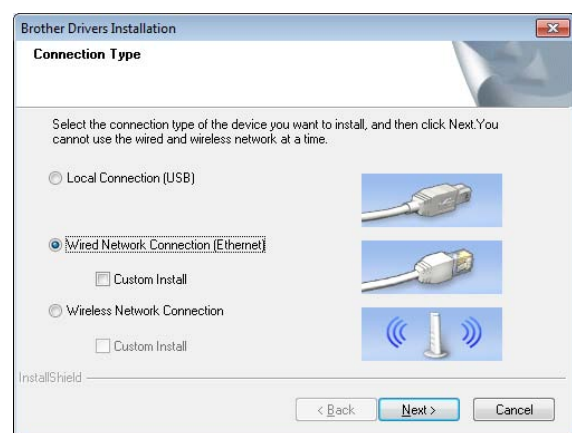 Brother Drivers Installation
Connection Type
Select the connection type of the device you want to install, and then click Next.You
cannot use the wired and wireless network at a time.
Local Connection (USB)
Wired Network Connection (Ethernet)
Custom Install
Wireless Network Connection
Custom Install
InstallShield
< Back
Next >
Cancel